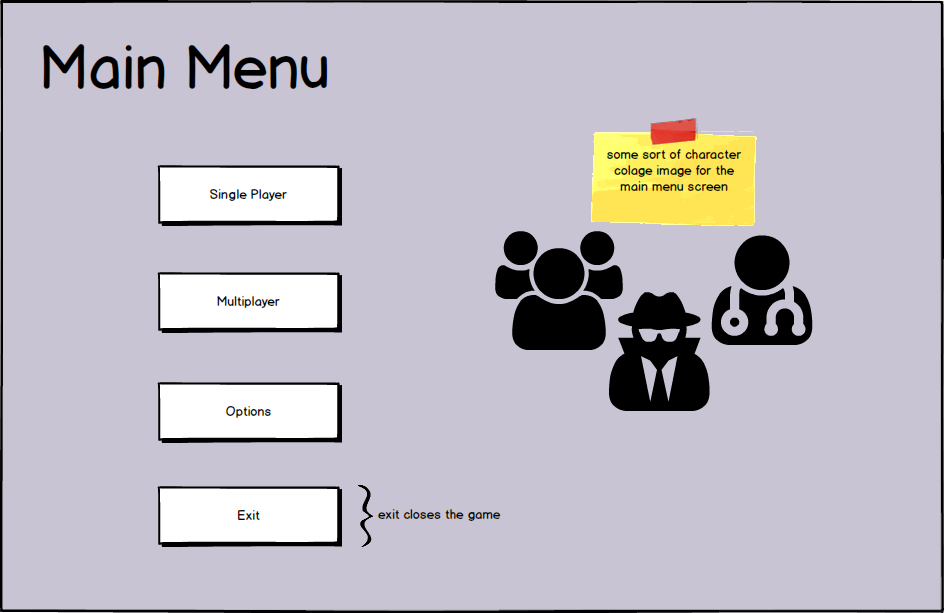 Main Menu
some sort of character
colage image for the
main menu screen
Single Player
Multiplayer
Options
Exit
exit closes the game